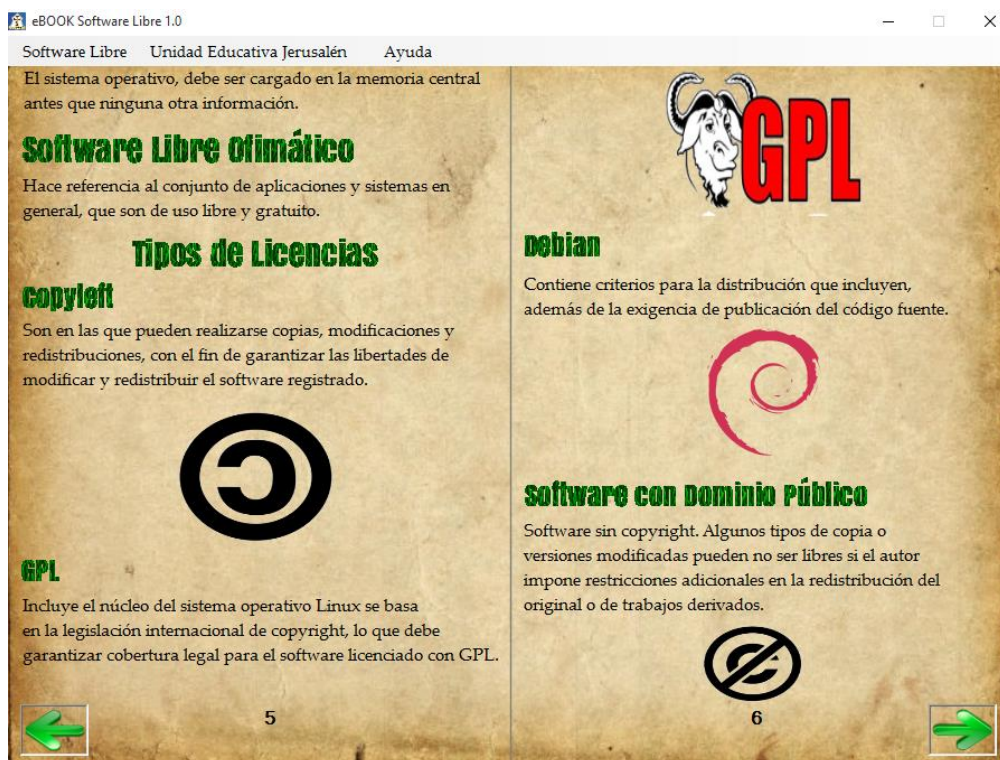 eBOOK Software Libre 1.0
Software Libre Unidad Educativa Jerusalén Ayuda
El sistema operativo, debe ser cargado en la memoria central
antes que ninguna otra información.
Software Libre Ofimático
Hace referencia al conjunto de aplicaciones y sistemas en
general, que son de uso libre y gratuito.
Tipos de Licencias
Copyleft
Son en las que pueden realizarse copias, modificaciones y
redistribuciones, con el fin de garantizar las libertades de
modificar y redistribuir el software registrado.
GPL
Incluye el núcleo del sistema operativo Linux se basa
en la legislación internacional de copyright, lo que debe
garantizar cobertura legal para el software licenciado con GPL.
5
GPL
Debian
Contiene criterios para la distribución que incluyen,
además de la exigencia de publicación del código fuente.
Software con Dominio Público
Software sin copyright. Algunos tipos de copia o
versiones modificadas pueden no ser libres si el autor
impone restricciones adicionales en la redistribución del
original o de trabajos derivados.
6